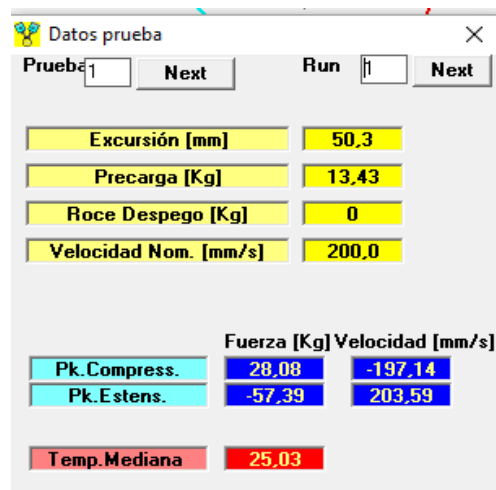 Datos prueba
Prueba 1 Next Run 1 Next
Excursión [mm] 50,3
Precarga [Kg] 13,43
Roce Despego [Kg] 0
Velocidad Nom. [mm/s] 200,0
Fuerza [Kg] Velocidad [mm/s]
Pk.Compress. 28,08 -197,14
Pk.Estens. -57,39 203,59
Temp.Mediana 25,03